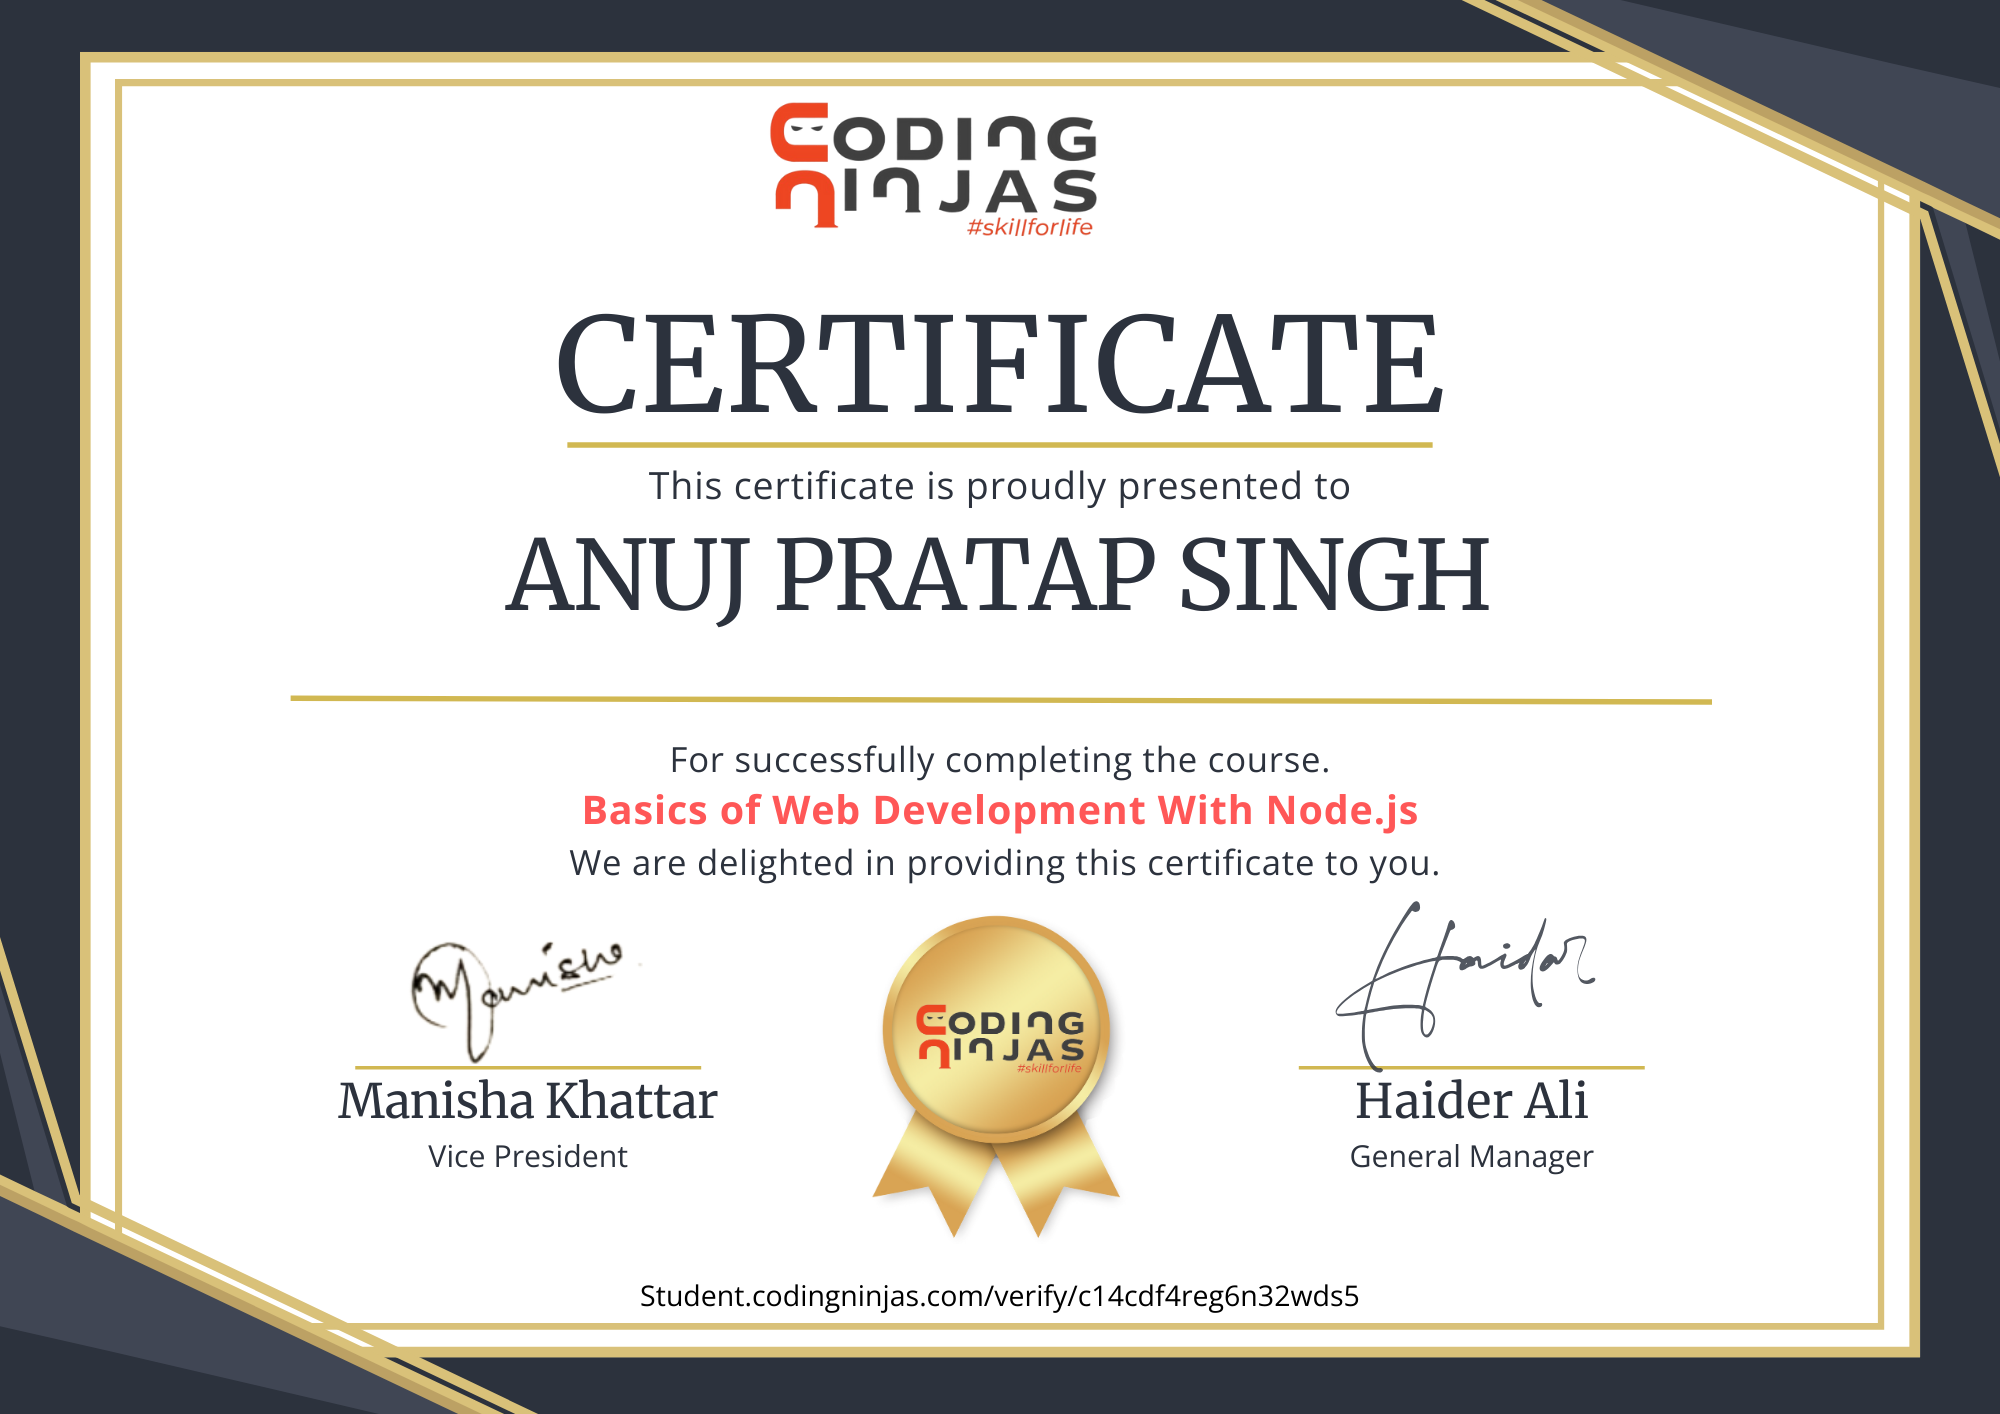 CODING
NINJAS
#skillforlife
CERTIFICATE
This certificate is proudly presented to
ANUJ PRATAP SINGH
For successfully completing the course.
Basics of Web Development With Node.js
We are delighted in providing this certificate to you.
Manisha
Haidar
CODING
NINJAS
#skillforlife
Manisha Khattar
Haider Ali
Vice President
General Manager
Student.codingninjas.com/verify/c14cdf4reg6n32wds5